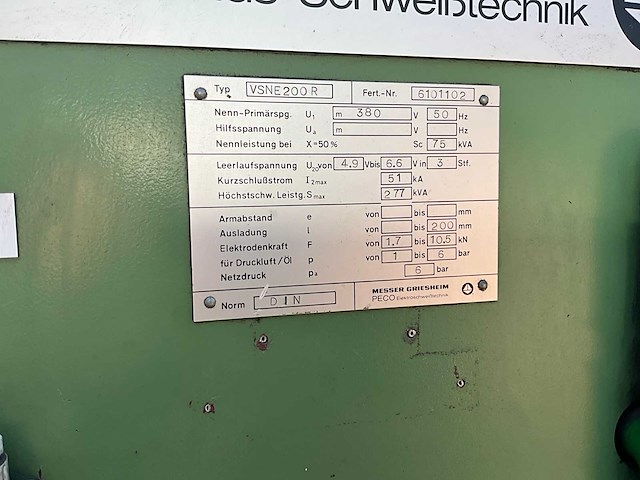 Schweißtechnik
Typ VSNE200R Fert.-Nr. 6101102
Nenn-Primärspg. U1 m 380 V 50 Hz
Hilfsspannung Ua m V Hz
Nennleistung bei X=50% Sc 75 kVA
Leerlaufspannung U20 von 4.9 V bis 6.6 V in 3 Stf.
Kurzschlußstrom I2max 51 kA
Höchstschw. Leistg. Smax 277 kVA
Armabstand e von bis mm
Ausladung l von bis 200 mm
Elektrodenkraft F von 1.7 bis 10.5 kN
für Druckluft/Öl p von 1 bis 6 bar
Netzdruck pa 6 bar
Norm DIN
MESSER GRIESHEIM
PECO Elektroschweißtechnik